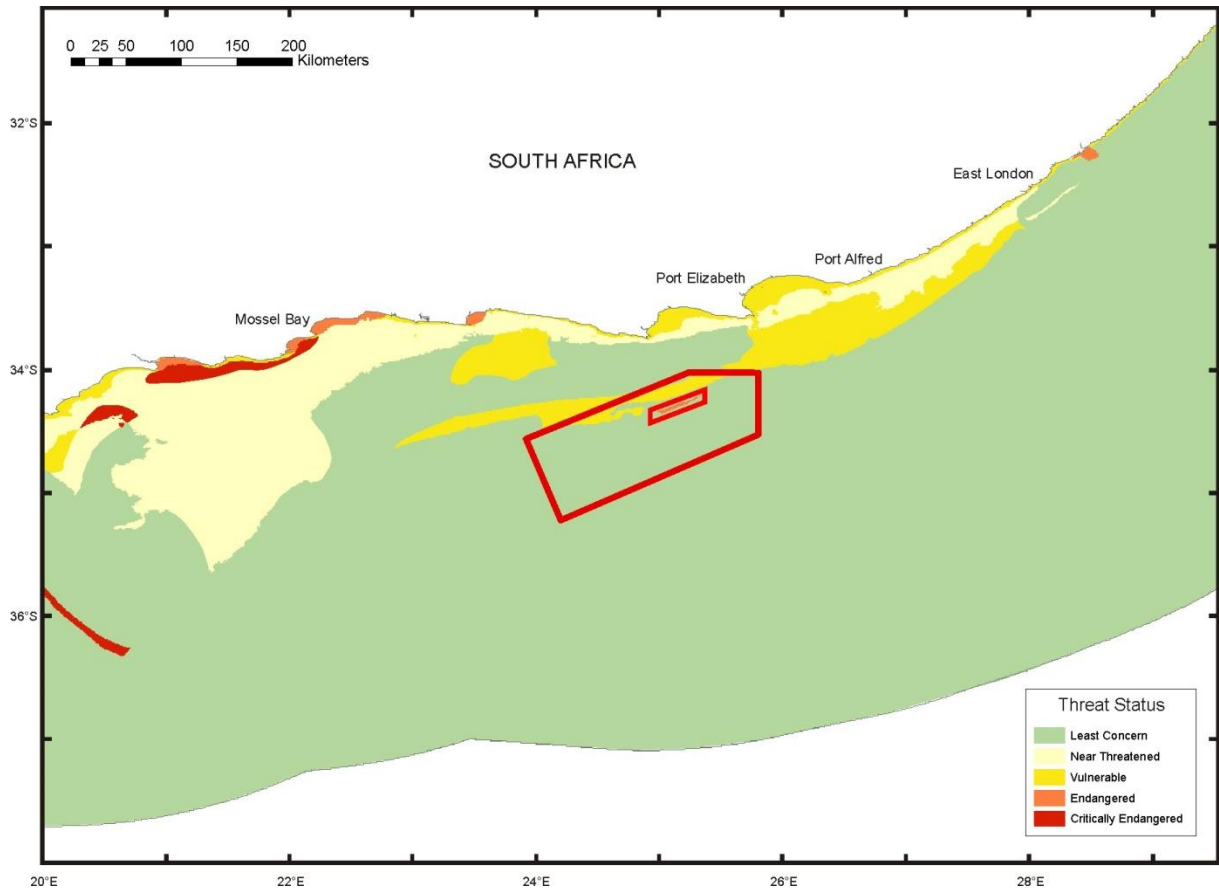 0 25 50 100 150 200
Kilometers
32°S
SOUTH AFRICA
East London
Port Alfred
Port Elizabeth
Mossel Bay
34°S
36°S
Threat Status
Least Concern
Near Threatened
Vulnerable
Endangered
Critically Endangered
20°E 22°E 24°E 26°E 28°E